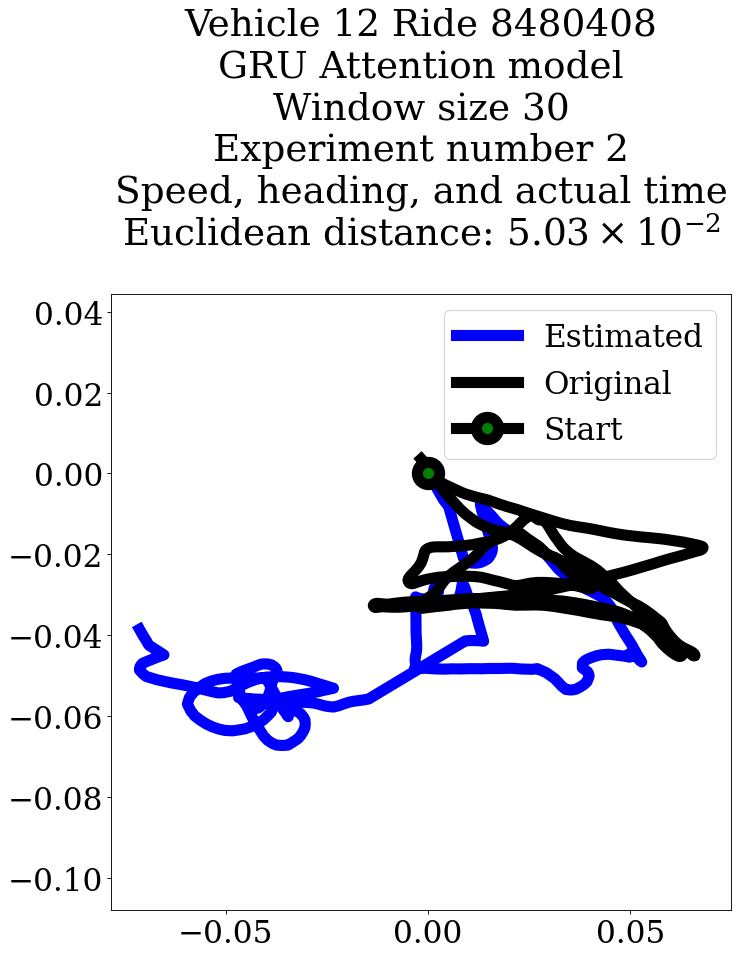 Vehicle 12 Ride 8480408
GRU Attention model
Window size 30
Experiment number 2
Speed, heading, and actual time
Euclidean distance: 5.03 × 10⁻²
Estimated
Original
Start
0.04
0.02
0.00
−0.02
−0.04
−0.06
−0.08
−0.10
−0.05
0.00
0.05